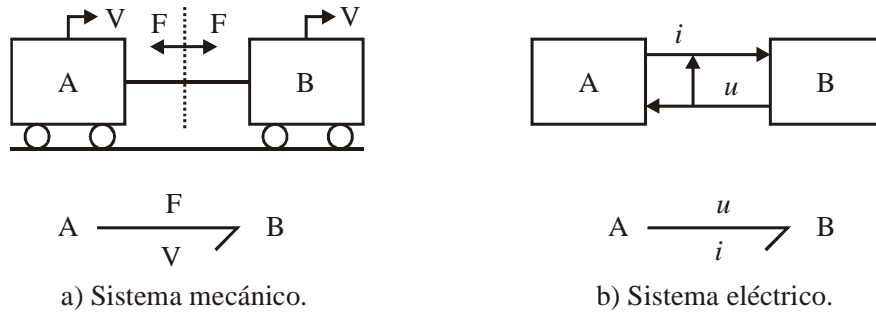 V
F F
V
A
B
i
u
A
B
F
A B
V
u
A B
i
a) Sistema mecánico.
b) Sistema eléctrico.